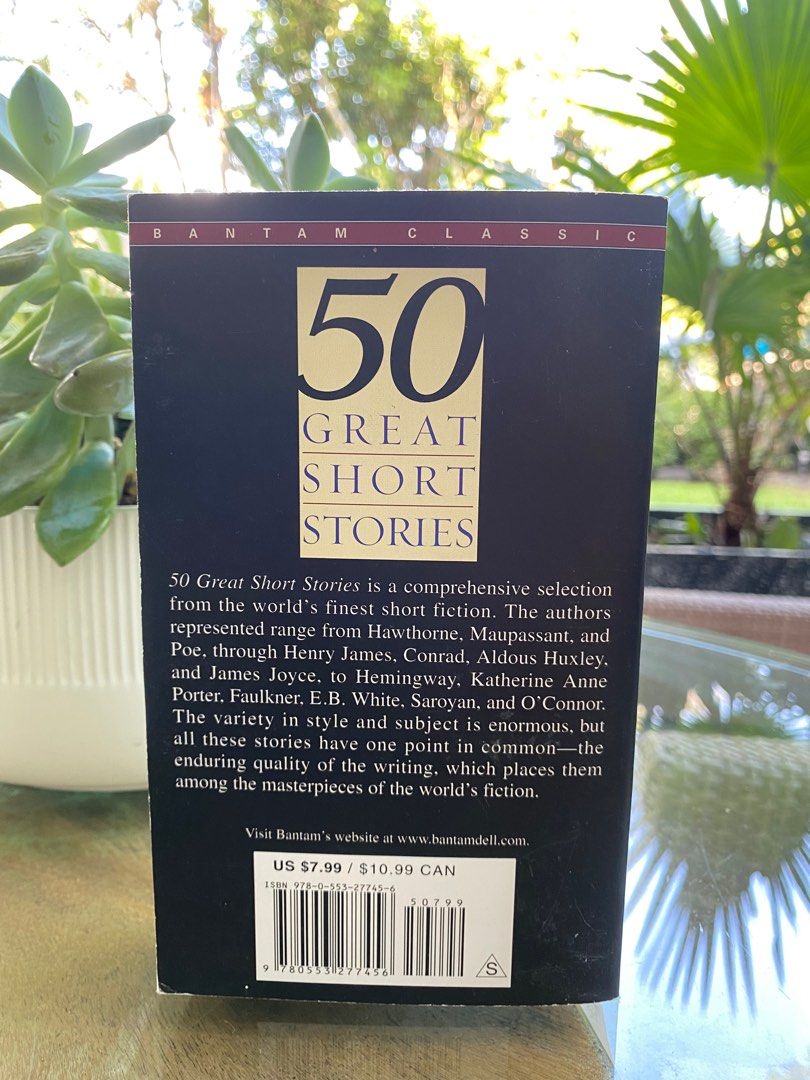 BANTAM CLASSIC
50
GREAT
SHORT
STORIES
50 Great Short Stories is a comprehensive selection
from the world's finest short fiction. The authors
represented range from Hawthorne, Maupassant, and
Poe, through Henry James, Conrad, Aldous Huxley,
and James Joyce, to Hemingway, Katherine Anne
Porter, Faulkner, E.B. White, Saroyan, and O'Connor.
The variety in style and subject is enormous, but
all these stories have one point in common—the
enduring quality of the writing, which places them
among the masterpieces of the world's fiction.
Visit Bantam's website at www.bantamdell.com.
US $7.99 / $10.99 CAN
ISBN 978-0-553-27745-6
50799
9 780553 277456
S